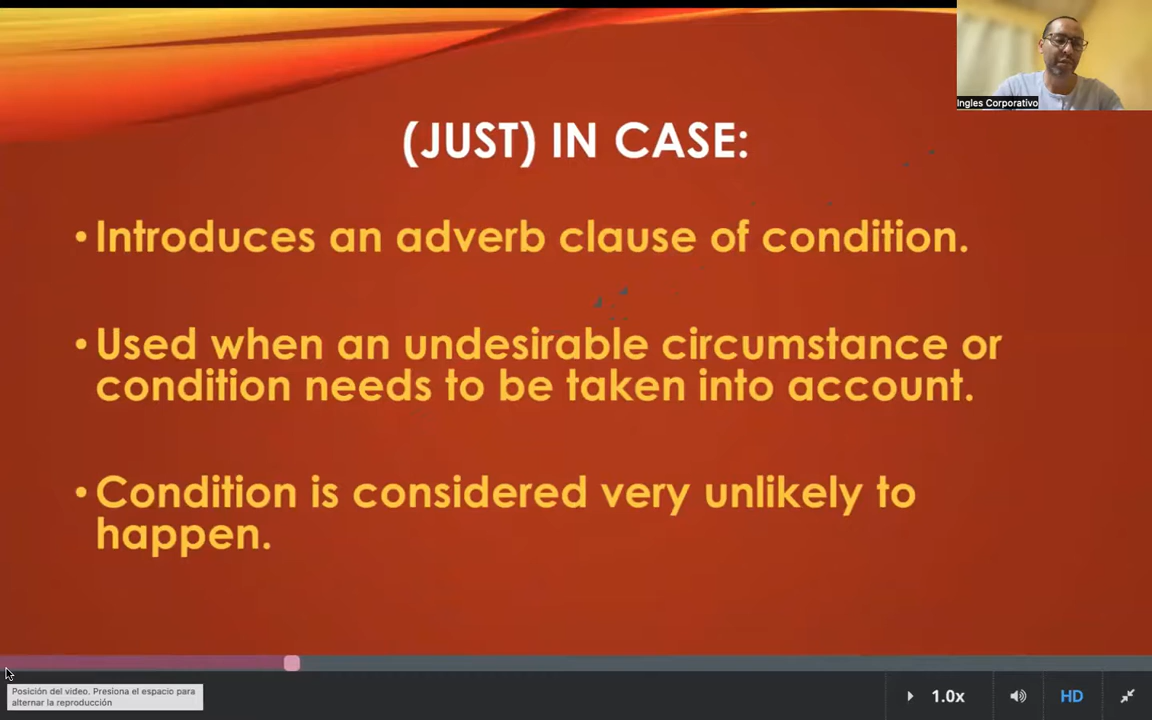 Ingles Corporativo
(JUST) IN CASE:
• Introduces an adverb clause of condition.
• Used when an undesirable circumstance or
condition needs to be taken into account.
• Condition is considered very unlikely to
happen.
Posición del video. Presiona el espacio para
alternar la reproducción
1.0x
HD